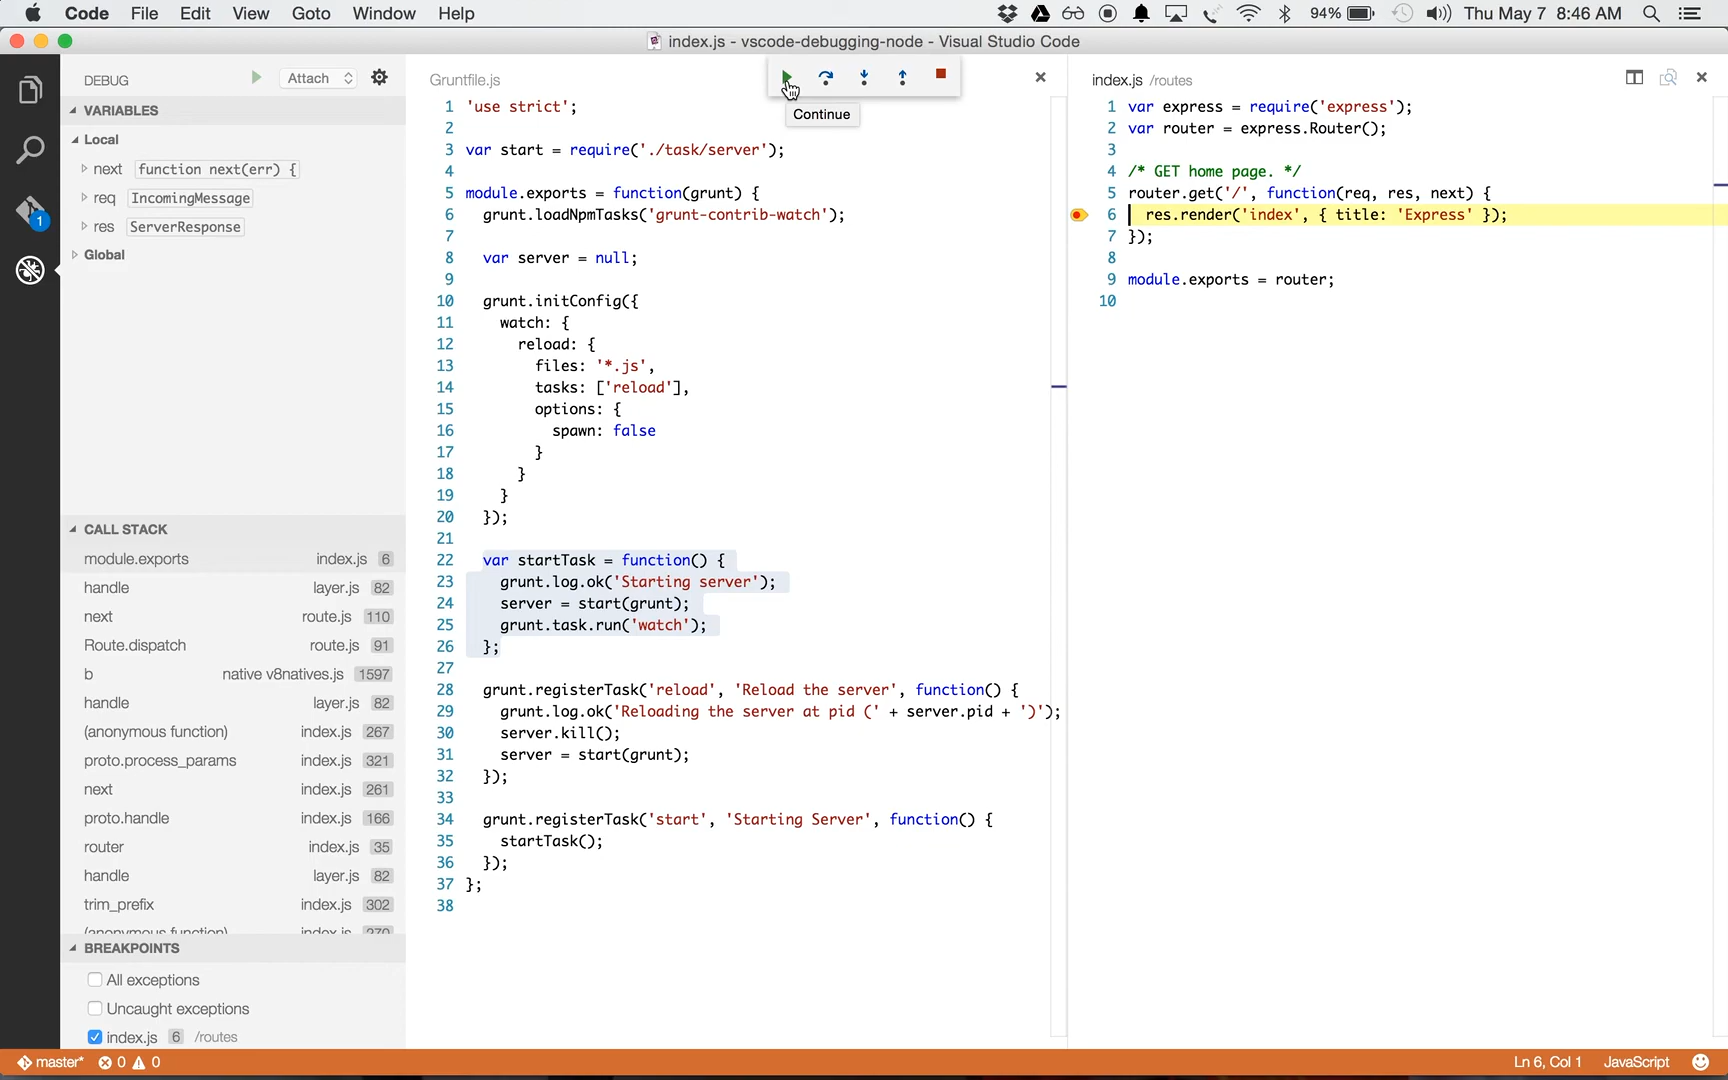 Code File Edit View Goto Window Help 94% Thu May 7 8:46 AM
index.js - vscode-debugging-node - Visual Studio Code
DEBUG Attach
VARIABLES
Local
next function next(err) {
req IncomingMessage
res ServerResponse
Global
CALL STACK
module.exports index.js 6
handle layer.js 82
next route.js 110
Route.dispatch route.js 91
b native v8natives.js 1597
handle layer.js 82
(anonymous function) index.js 267
proto.process_params index.js 321
next index.js 261
proto.handle index.js 166
router index.js 35
handle layer.js 82
trim_prefix index.js 302
(anonymous function) index.js 270
BREAKPOINTS
All exceptions
Uncaught exceptions
index.js 6 /routes
1
Gruntfile.js
Continue
1 'use strict';
2
3 var start = require('./task/server');
4
5 module.exports = function(grunt) {
6 grunt.loadNpmTasks('grunt-contrib-watch');
7
8 var server = null;
9
10 grunt.initConfig({
11 watch: {
12 reload: {
13 files: '*.js',
14 tasks: ['reload'],
15 options: {
16 spawn: false
17 }
18 }
19 }
20 });
21
22 var startTask = function() {
23 grunt.log.ok('Starting server');
24 server = start(grunt);
25 grunt.task.run('watch');
26 };
27
28 grunt.registerTask('reload', 'Reload the server', function() {
29 grunt.log.ok('Reloading the server at pid (' + server.pid + ')');
30 server.kill();
31 server = start(grunt);
32 });
33
34 grunt.registerTask('start', 'Starting Server', function() {
35 startTask();
36 });
37 };
38
index.js /routes
1 var express = require('express');
2 var router = express.Router();
3
4 /* GET home page. */
5 router.get('/', function(req, res, next) {
6 res.render('index', { title: 'Express' });
7 });
8
9 module.exports = router;
10
master* 0 0 Ln 6, Col 1 JavaScript